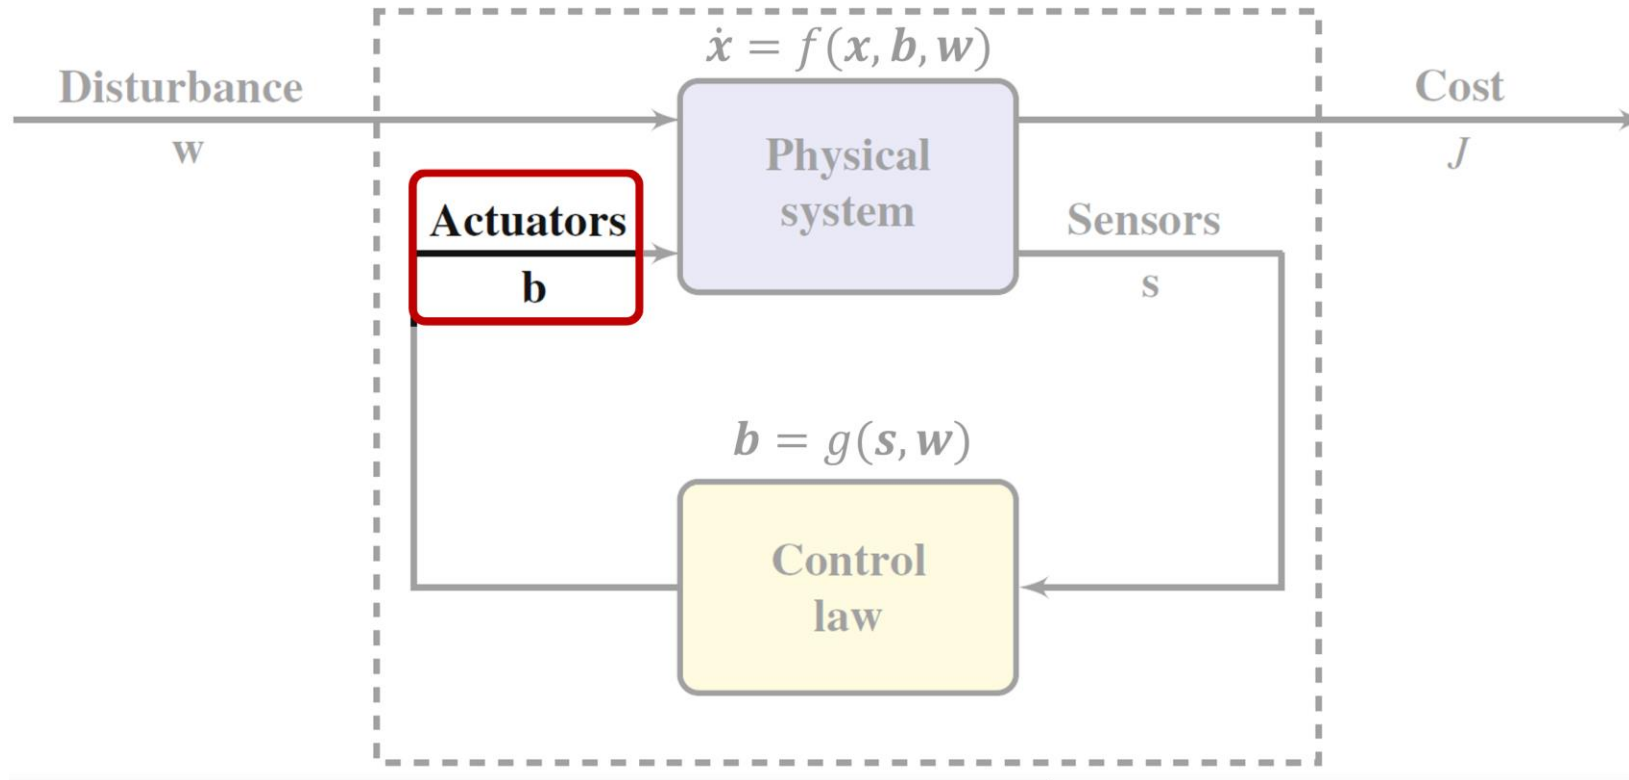 ẋ = f(x, b, w)
Disturbance
w
Physical
system
Cost
J
Actuators
b
Sensors
s
b = g(s, w)
Control
law